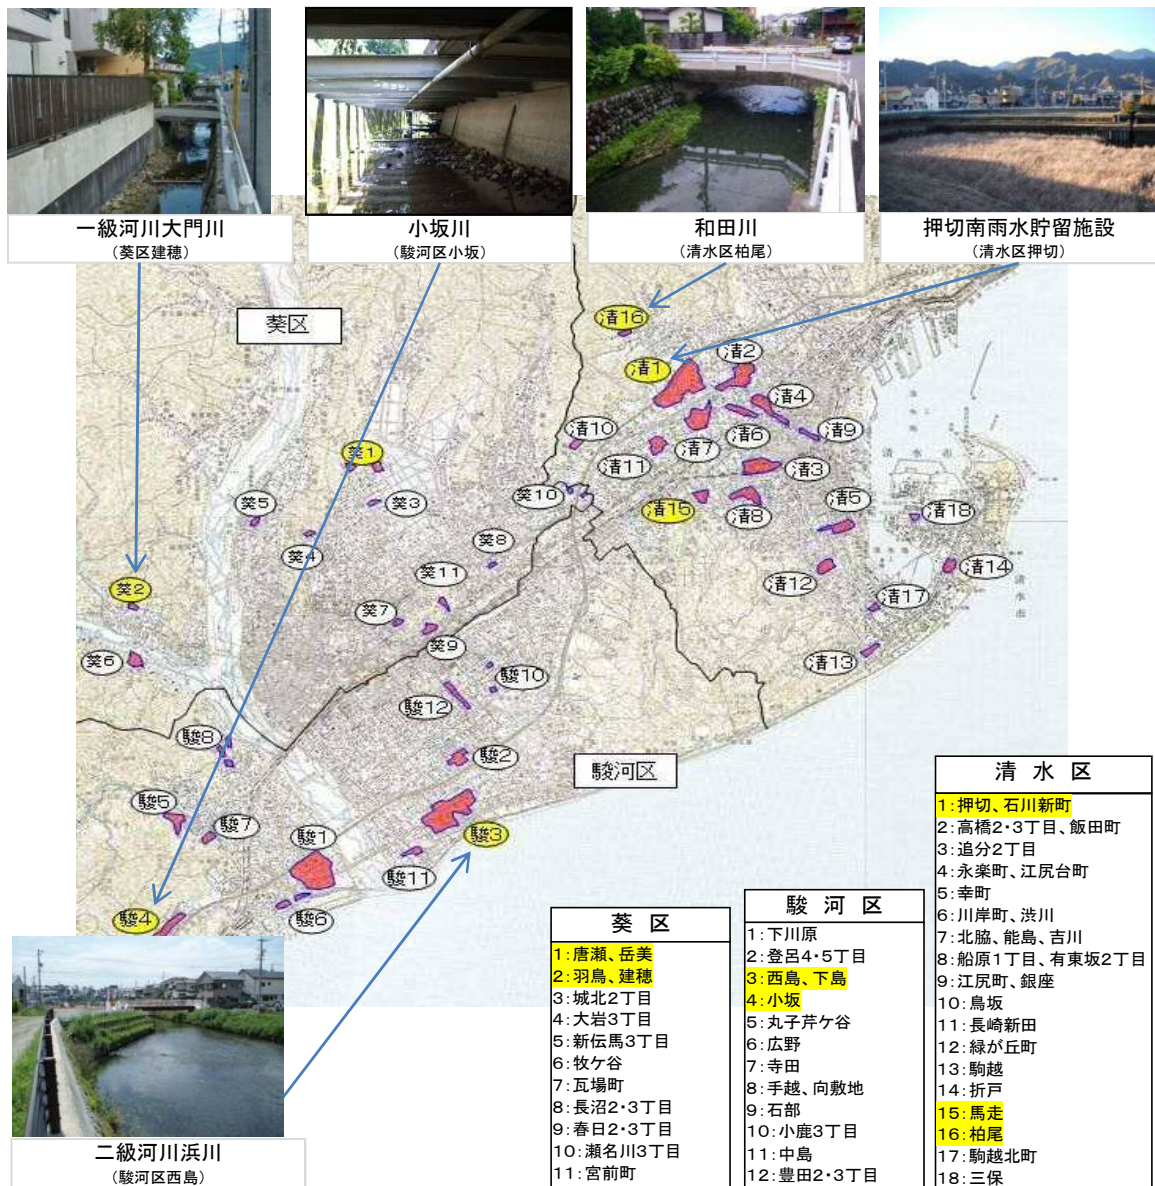 一級河川大門川
(葵区建穂)
小坂川
(駿河区小坂)
和田川
(清水区柏尾)
押切南雨水貯留施設
(清水区押切)
葵区
清16
清1
清2
清4
清10
清6
清9
清7
清11
清3
葵1
葵10
葵5
葵3
清15
清8
清5
清18
葵4
葵8
葵2
葵11
清12
清14
葵7
清17
葵9
葵6
清13
駿10
駿12
駿8
駿2
駿河区
駿5
駿7
駿1
駿3
駿11
駿4
駿6
清水市
清水市
二級河川浜川
(駿河区西島)
葵区
1:唐瀬、岳美
2:羽鳥、建穂
3:城北2丁目
4:大岩3丁目
5:新伝馬3丁目
6:牧ケ谷
7:瓦場町
8:長沼2・3丁目
9:春日2・3丁目
10:瀬名川3丁目
11:宮前町
駿河区
1:下川原
2:登呂4・5丁目
3:西島、下島
4:小坂
5:丸子芹ケ谷
6:広野
7:寺田
8:手越、向敷地
9:石部
10:小鹿3丁目
11:中島
12:豊田2・3丁目
清水区
1:押切、石川新町
2:高橋2・3丁目、飯田町
3:追分2丁目
4:永楽町、江尻台町
5:幸町
6:川岸町、渋川
7:北脇、能島、吉川
8:船原1丁目、有東坂2丁目
9:江尻町、銀座
10:鳥坂
11:長崎新田
12:緑が丘町
13:駒越
14:折戸
15:馬走
16:柏尾
17:駒越北町
18:三保